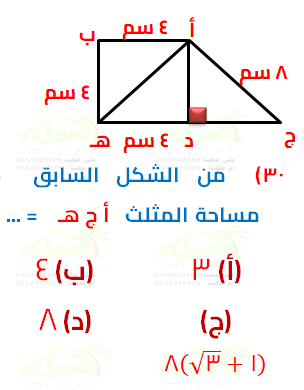 ب ٤ سم أ
٨ سم
٤ سم
هـ ٤ سم د ج
٣٠) من الشكل السابق
مساحة المثلث أ ج هـ = ...
(أ) ٣ (ب) ٤
(ج) (د) ٨
٨(√٣ + ١)